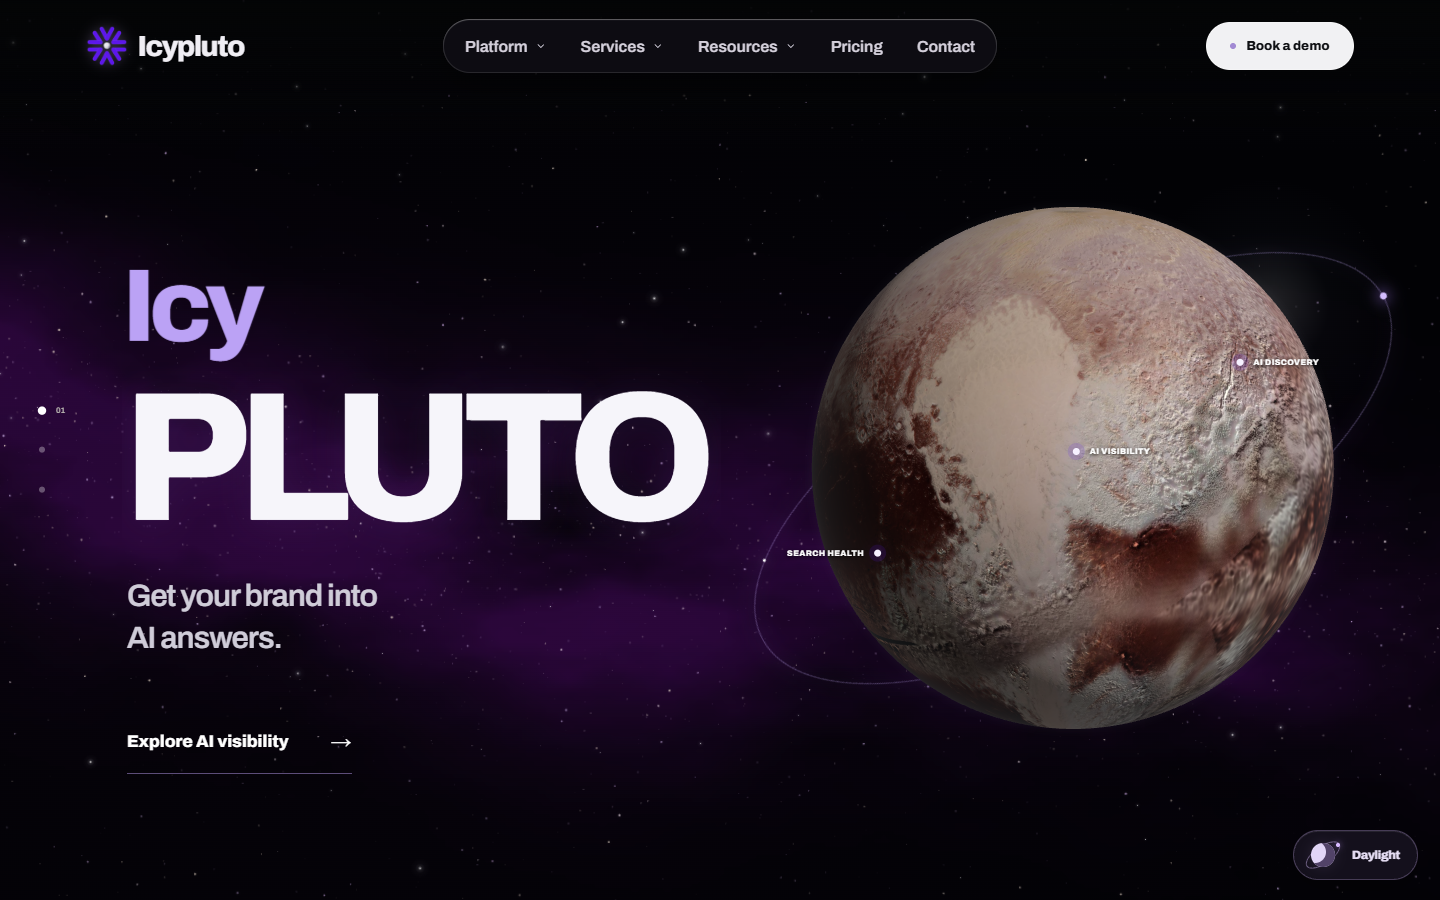 Icypluto
Platform
Services
Resources
Pricing
Contact
Book a demo
Icy
PLUTO
01
AI DISCOVERY
AI VISIBILITY
SEARCH HEALTH
Get your brand into
AI answers.
Explore AI visibility →
Daylight